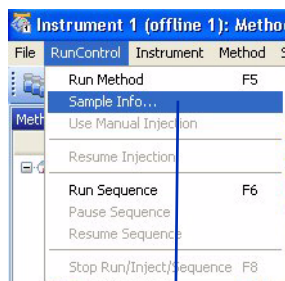 Instrument 1 (offline 1): Metho
File RunControl Instrument Method
Run Method F5
Sample Info...
Meth
Use Manual Injection
Resume Injection
Run Sequence F6
Pause Sequence
Resume Sequence
Stop Run/Inject/Sequence F8